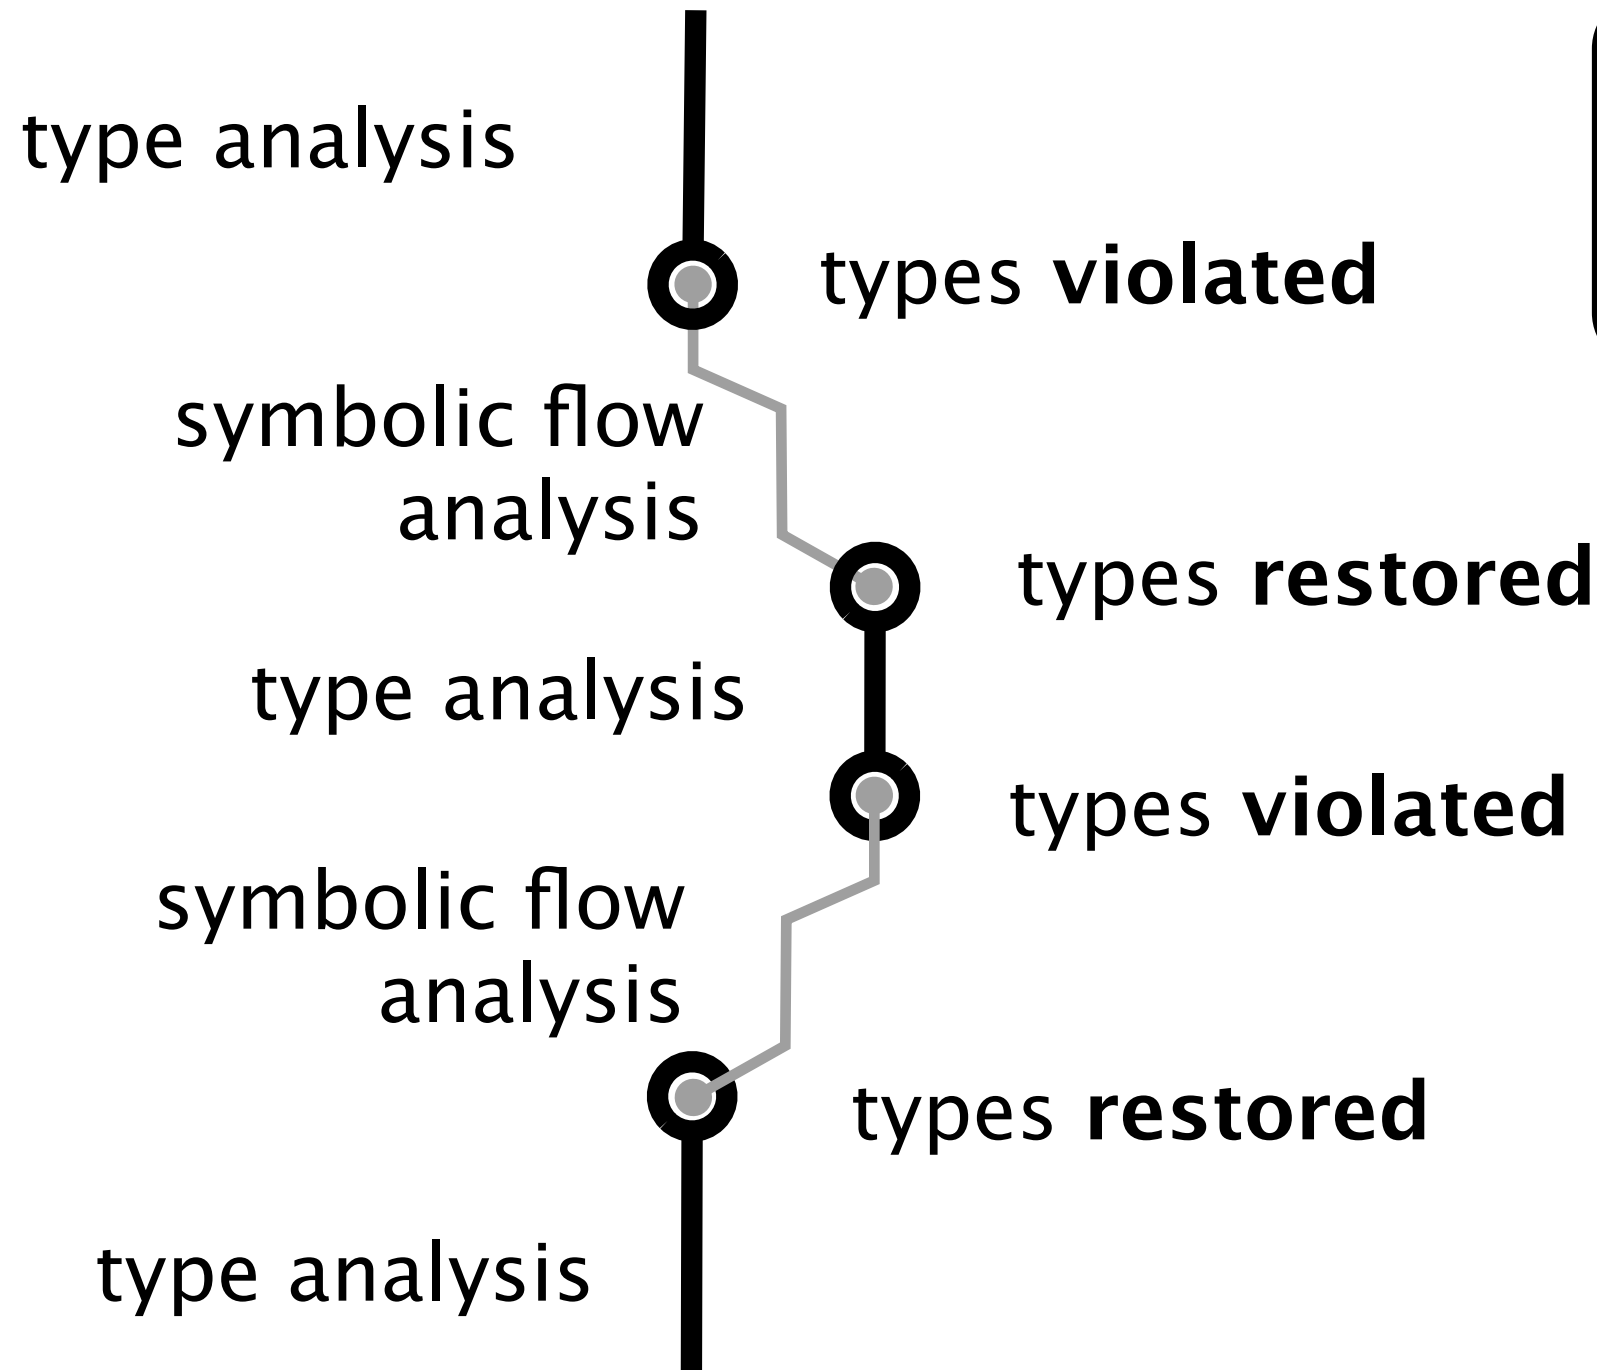 type analysis
types violated
symbolic flow
analysis
types restored
type analysis
types violated
symbolic flow
analysis
types restored
type analysis